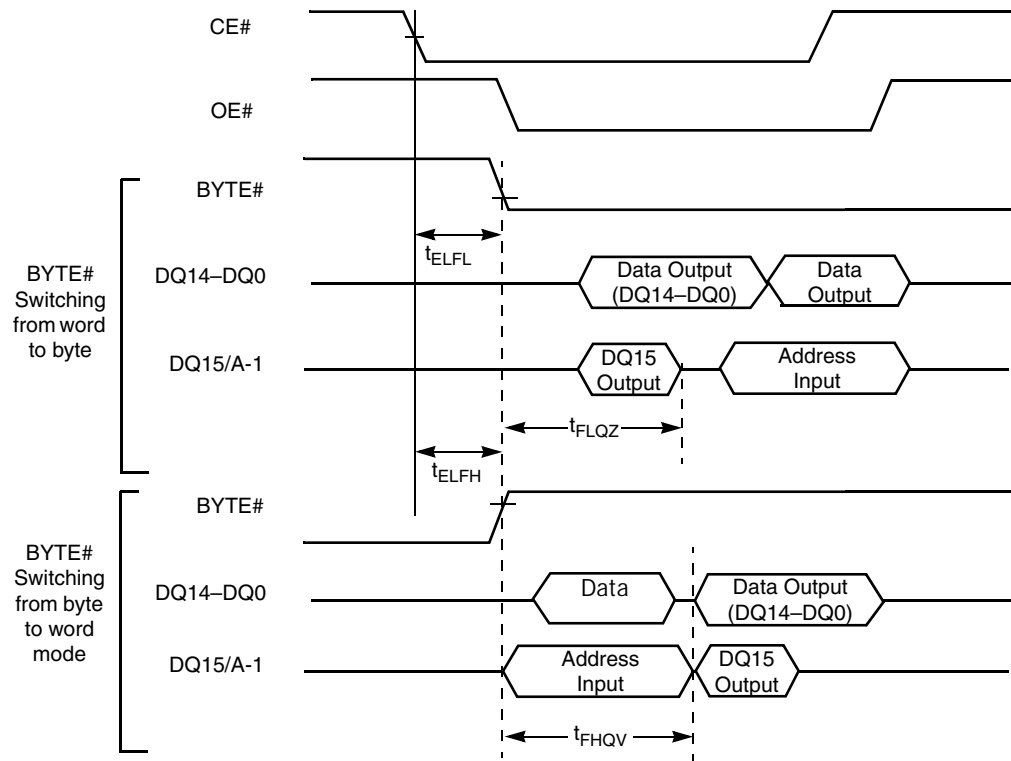 CE#
OE#
BYTE#
tELFL
BYTE#
Switching
from word
to byte
DQ14–DQ0
Data Output
(DQ14–DQ0)
Data
Output
DQ15/A-1
DQ15
Output
Address
Input
tFLQZ
tELFH
BYTE#
BYTE#
Switching
from byte
to word
mode
DQ14–DQ0
Data
Data Output
(DQ14–DQ0)
DQ15/A-1
Address
Input
DQ15
Output
tFHQV